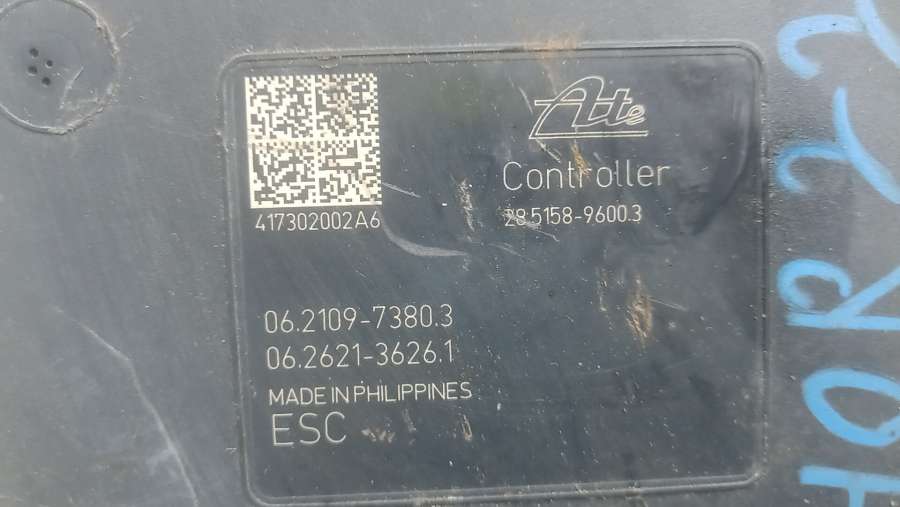 Ate
Controller
28.5158-9600.3
417302002A6
06.2109-7380.3
06.2621-3626.1
MADE IN PHILIPPINES
ESC
HOR22